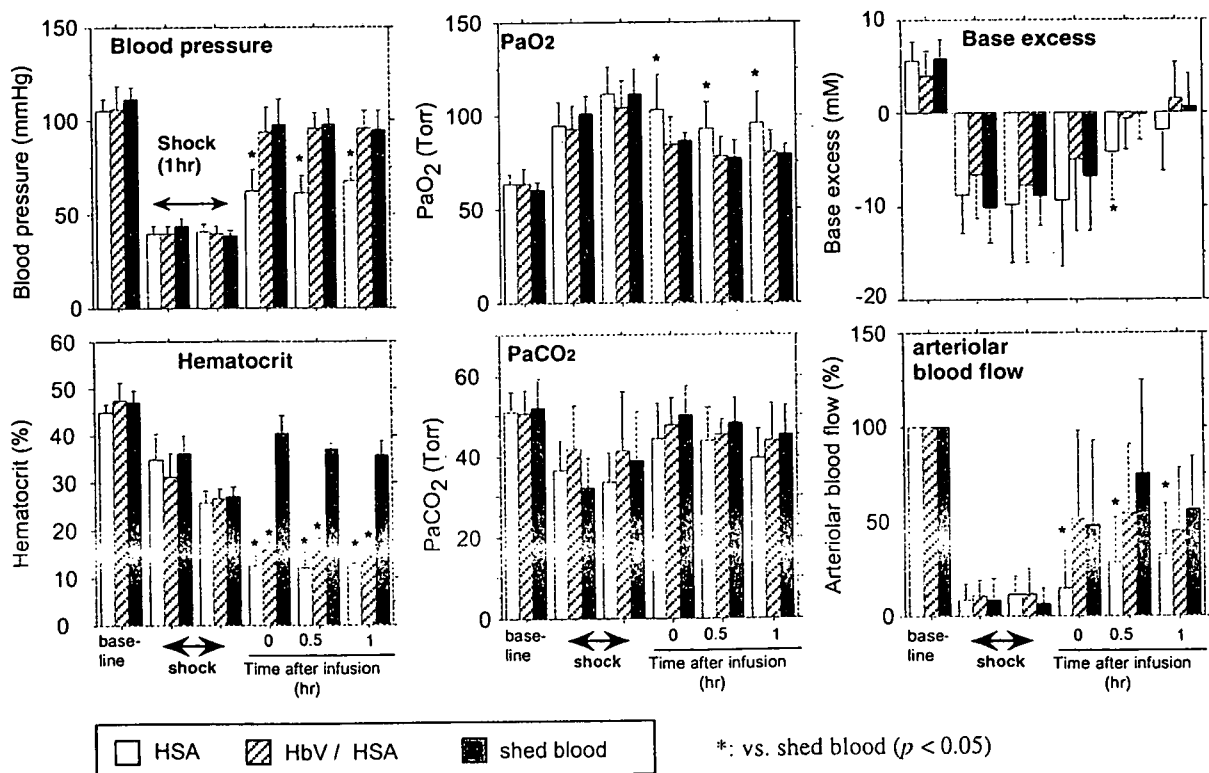 Blood pressure
Blood pressure (mmHg)
150
100
50
0
Shock
(1hr)
*
*
*
PaO2
PaO2 (Torr)
150
100
50
0
*
*
*
Base excess
Base excess (mM)
10
0
-10
-20
*
Hematocrit
Hematocrit (%)
60
50
40
30
20
10
0
* *
* *
* *
base-
line
shock
0 0.5 1
Time after infusion
(hr)
PaCO2
PaCO2 (Torr)
60
40
20
0
base-
line
shock
0 0.5 1
Time after infusion
(hr)
arteriolar
blood flow
Arteriolar blood flow (%)
150
100
50
0
*
*
*
base-
line
shock
0 0.5 1
Time after infusion
(hr)
HSA
HbV / HSA
shed blood
*: vs. shed blood (p < 0.05)